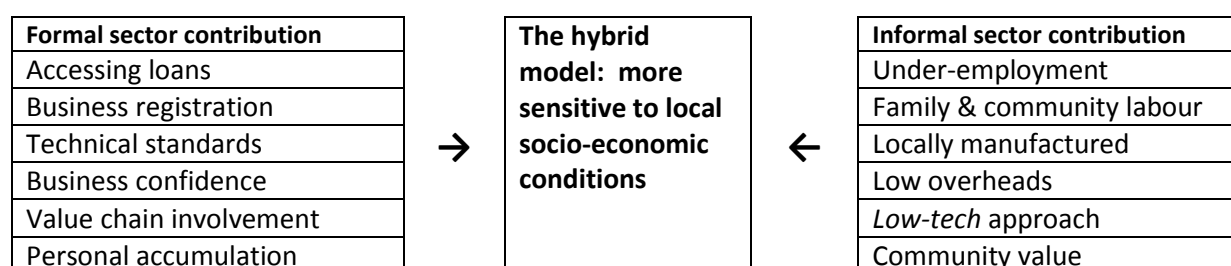 Formal sector contribution
Accessing loans
Business registration
Technical standards
Business confidence
Value chain involvement
Personal accumulation
→
The hybrid
model:  more
sensitive to local
socio-economic
conditions
←
Informal sector contribution
Under-employment
Family & community labour
Locally manufactured
Low overheads
Low-tech approach
Community value